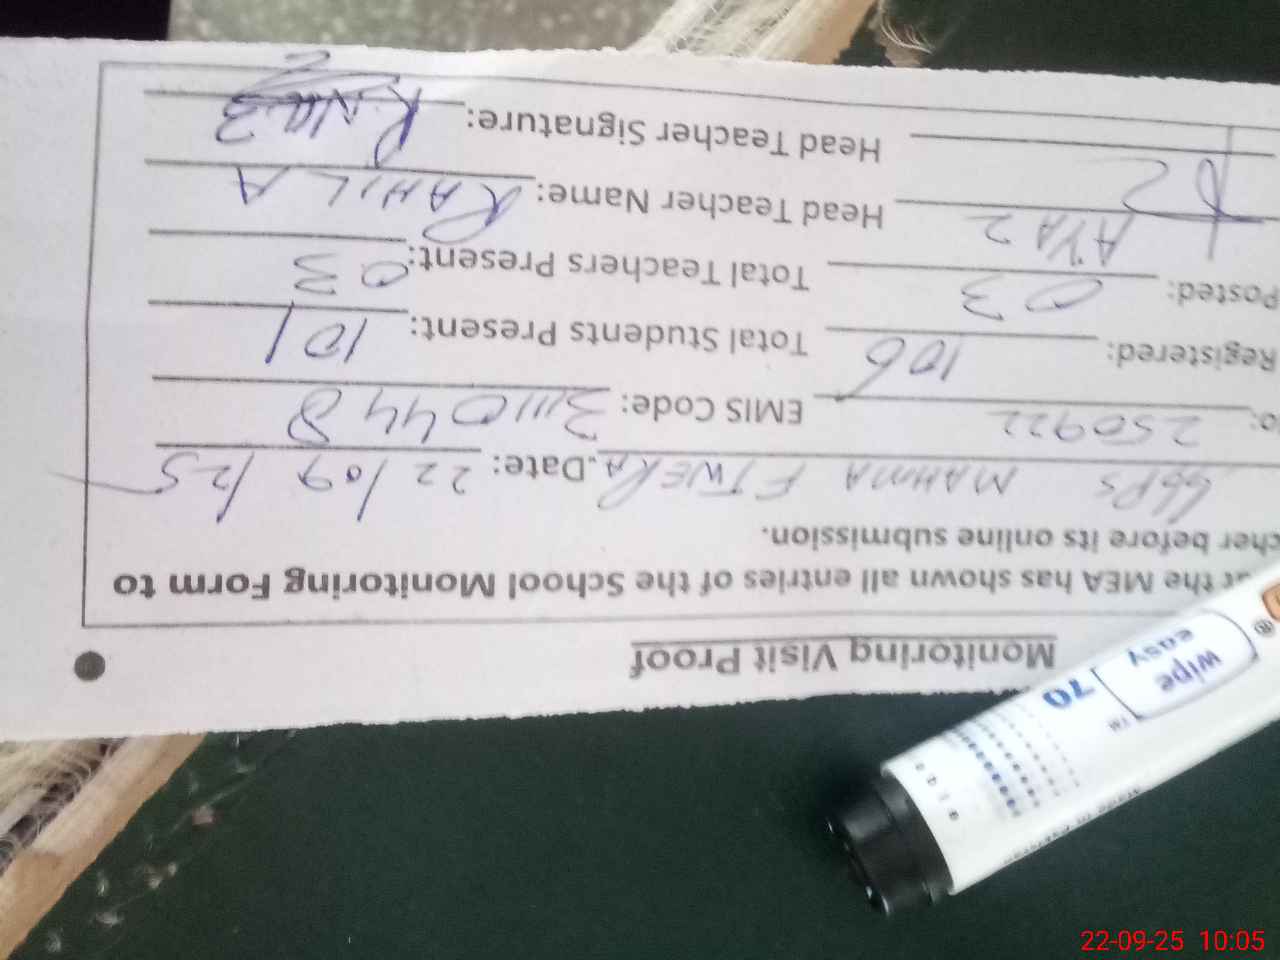 Monitoring Visit Proof
the MEA has shown all entries of the School Monitoring Form to
cher before its online submission.
GGPS MAHMA FTWERA. Date: 22/09/25
250922 EMIS Code: 31110448
Registered: 106 Total Students Present: 101
Posted: 03 Total Teachers Present: 03
AYAZ Head Teacher Name: RAHILA
Head Teacher Signature: R.Naz
wipe
easy
70
22-09-25 10:05